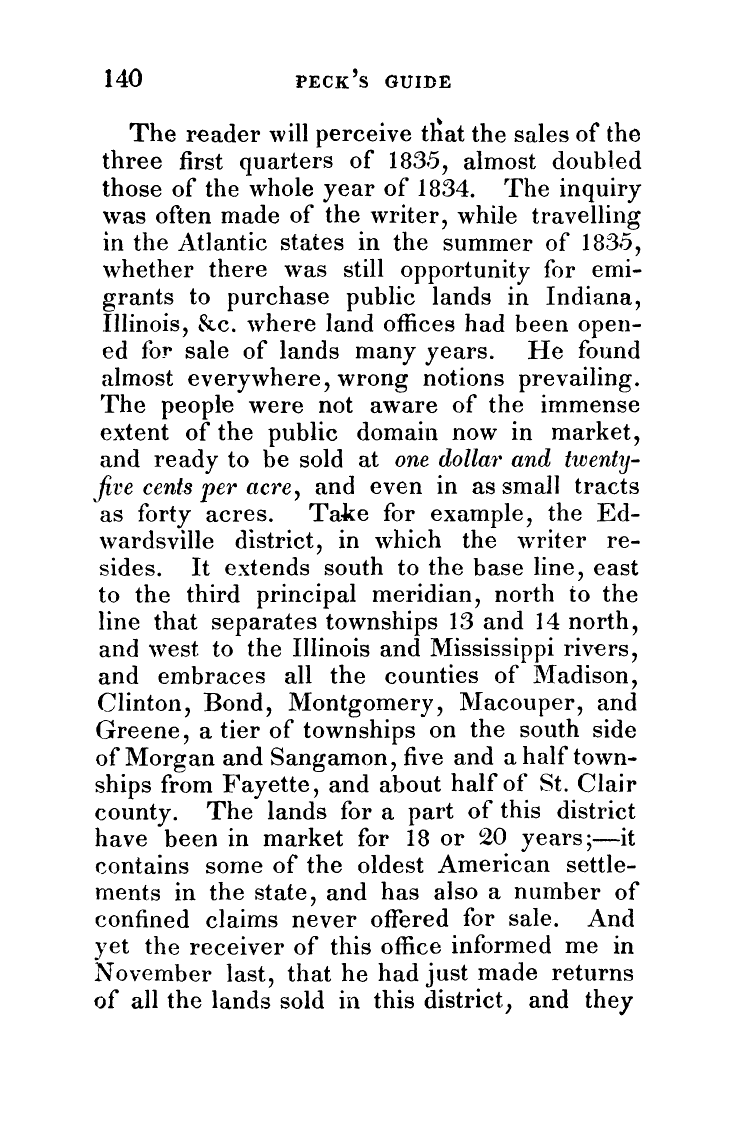 140 PECK'S GUIDE
The reader will perceive that the sales of the
three first quarters of 1835, almost doubled
those of the whole year of 1834. The inquiry
was often made of the writer, while travelling
in the Atlantic states in the summer of 1835,
whether there was still opportunity for emi-
grants to purchase public lands in Indiana,
Illinois, &c. where land offices had been open-
ed for sale of lands many years. He found
almost everywhere, wrong notions prevailing.
The people were not aware of the immense
extent of the public domain now in market,
and ready to be sold at one dollar and twenty-
five cents per acre, and even in as small tracts
as forty acres. Take for example, the Ed-
wardsville district, in which the writer re-
sides. It extends south to the base line, east
to the third principal meridian, north to the
line that separates townships 13 and 14 north,
and west to the Illinois and Mississippi rivers,
and embraces all the counties of Madison,
Clinton, Bond, Montgomery, Macouper, and
Greene, a tier of townships on the south side
of Morgan and Sangamon, five and a half town-
ships from Fayette, and about half of St. Clair
county. The lands for a part of this district
have been in market for 18 or 20 years;—it
contains some of the oldest American settle-
ments in the state, and has also a number of
confined claims never offered for sale. And
yet the receiver of this office informed me in
November last, that he had just made returns
of all the lands sold in this district, and they